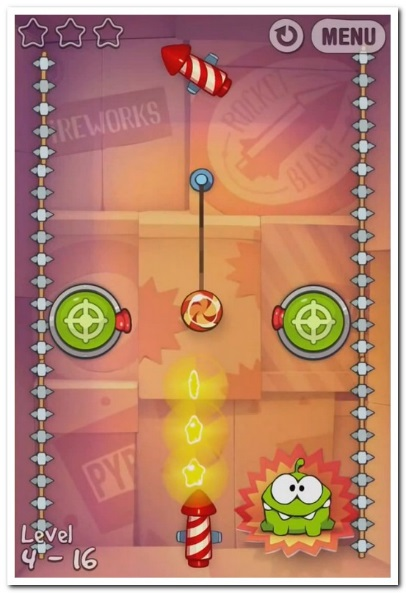 MENU
REWORKS
ROCKET
BLAST
PYR
Level
4 - 16